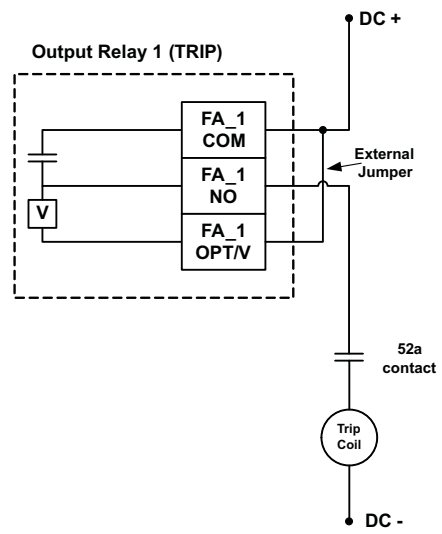 DC +
Output Relay 1 (TRIP)
FA_1
COM
External
Jumper
FA_1
NO
V
FA_1
OPT/V
52a
contact
Trip
Coil
DC -